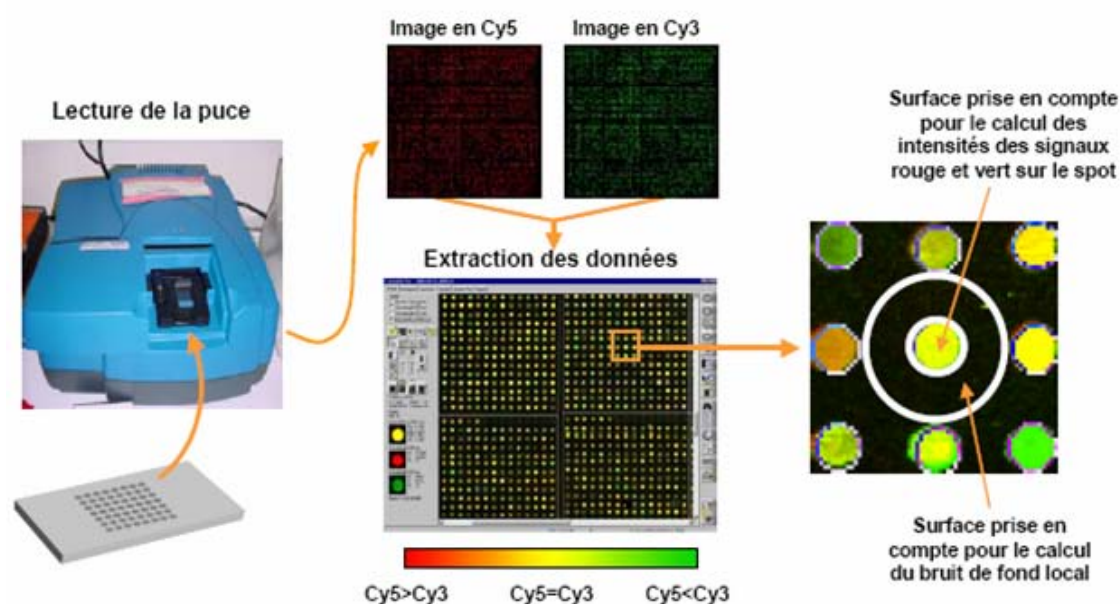 Image en Cy5
Image en Cy3
Lecture de la puce
Surface prise en compte
pour le calcul des
intensités des signaux
rouge et vert sur le spot
Extraction des données
Cy5>Cy3
Cy5=Cy3
Cy5<Cy3
Surface prise en
compte pour le calcul
du bruit de fond local